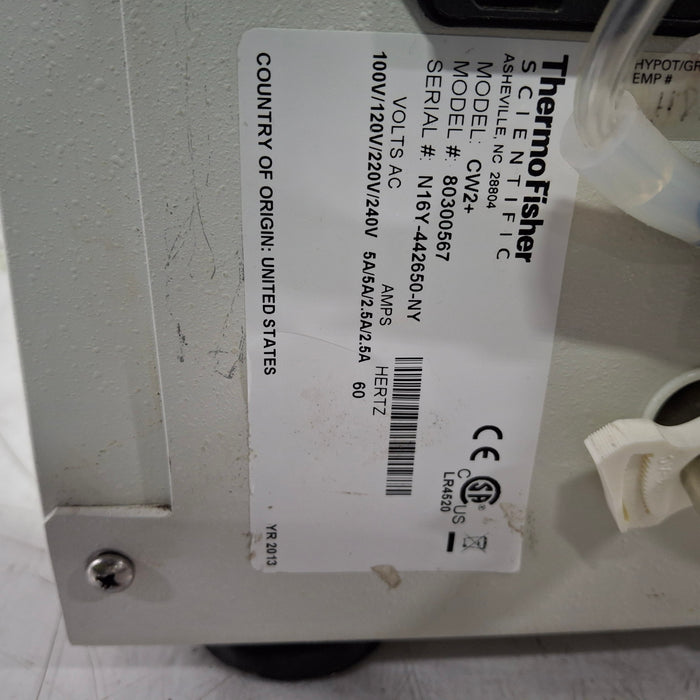 ThermoFisher
SCIENTIFIC
ASHEVILLE, NC 28804
MODEL: CW2+
MODEL #: 80300567
SERIAL #: N16Y-442650-NY
VOLTS AC AMPS HERTZ
100V/120V/220V/240V 5A/5A/2.5A/2.5A 60
COUNTRY OF ORIGIN: UNITED STATES
CE
C SA ® US
LR4520
YR 2013
HYPOT/GR
EMP #